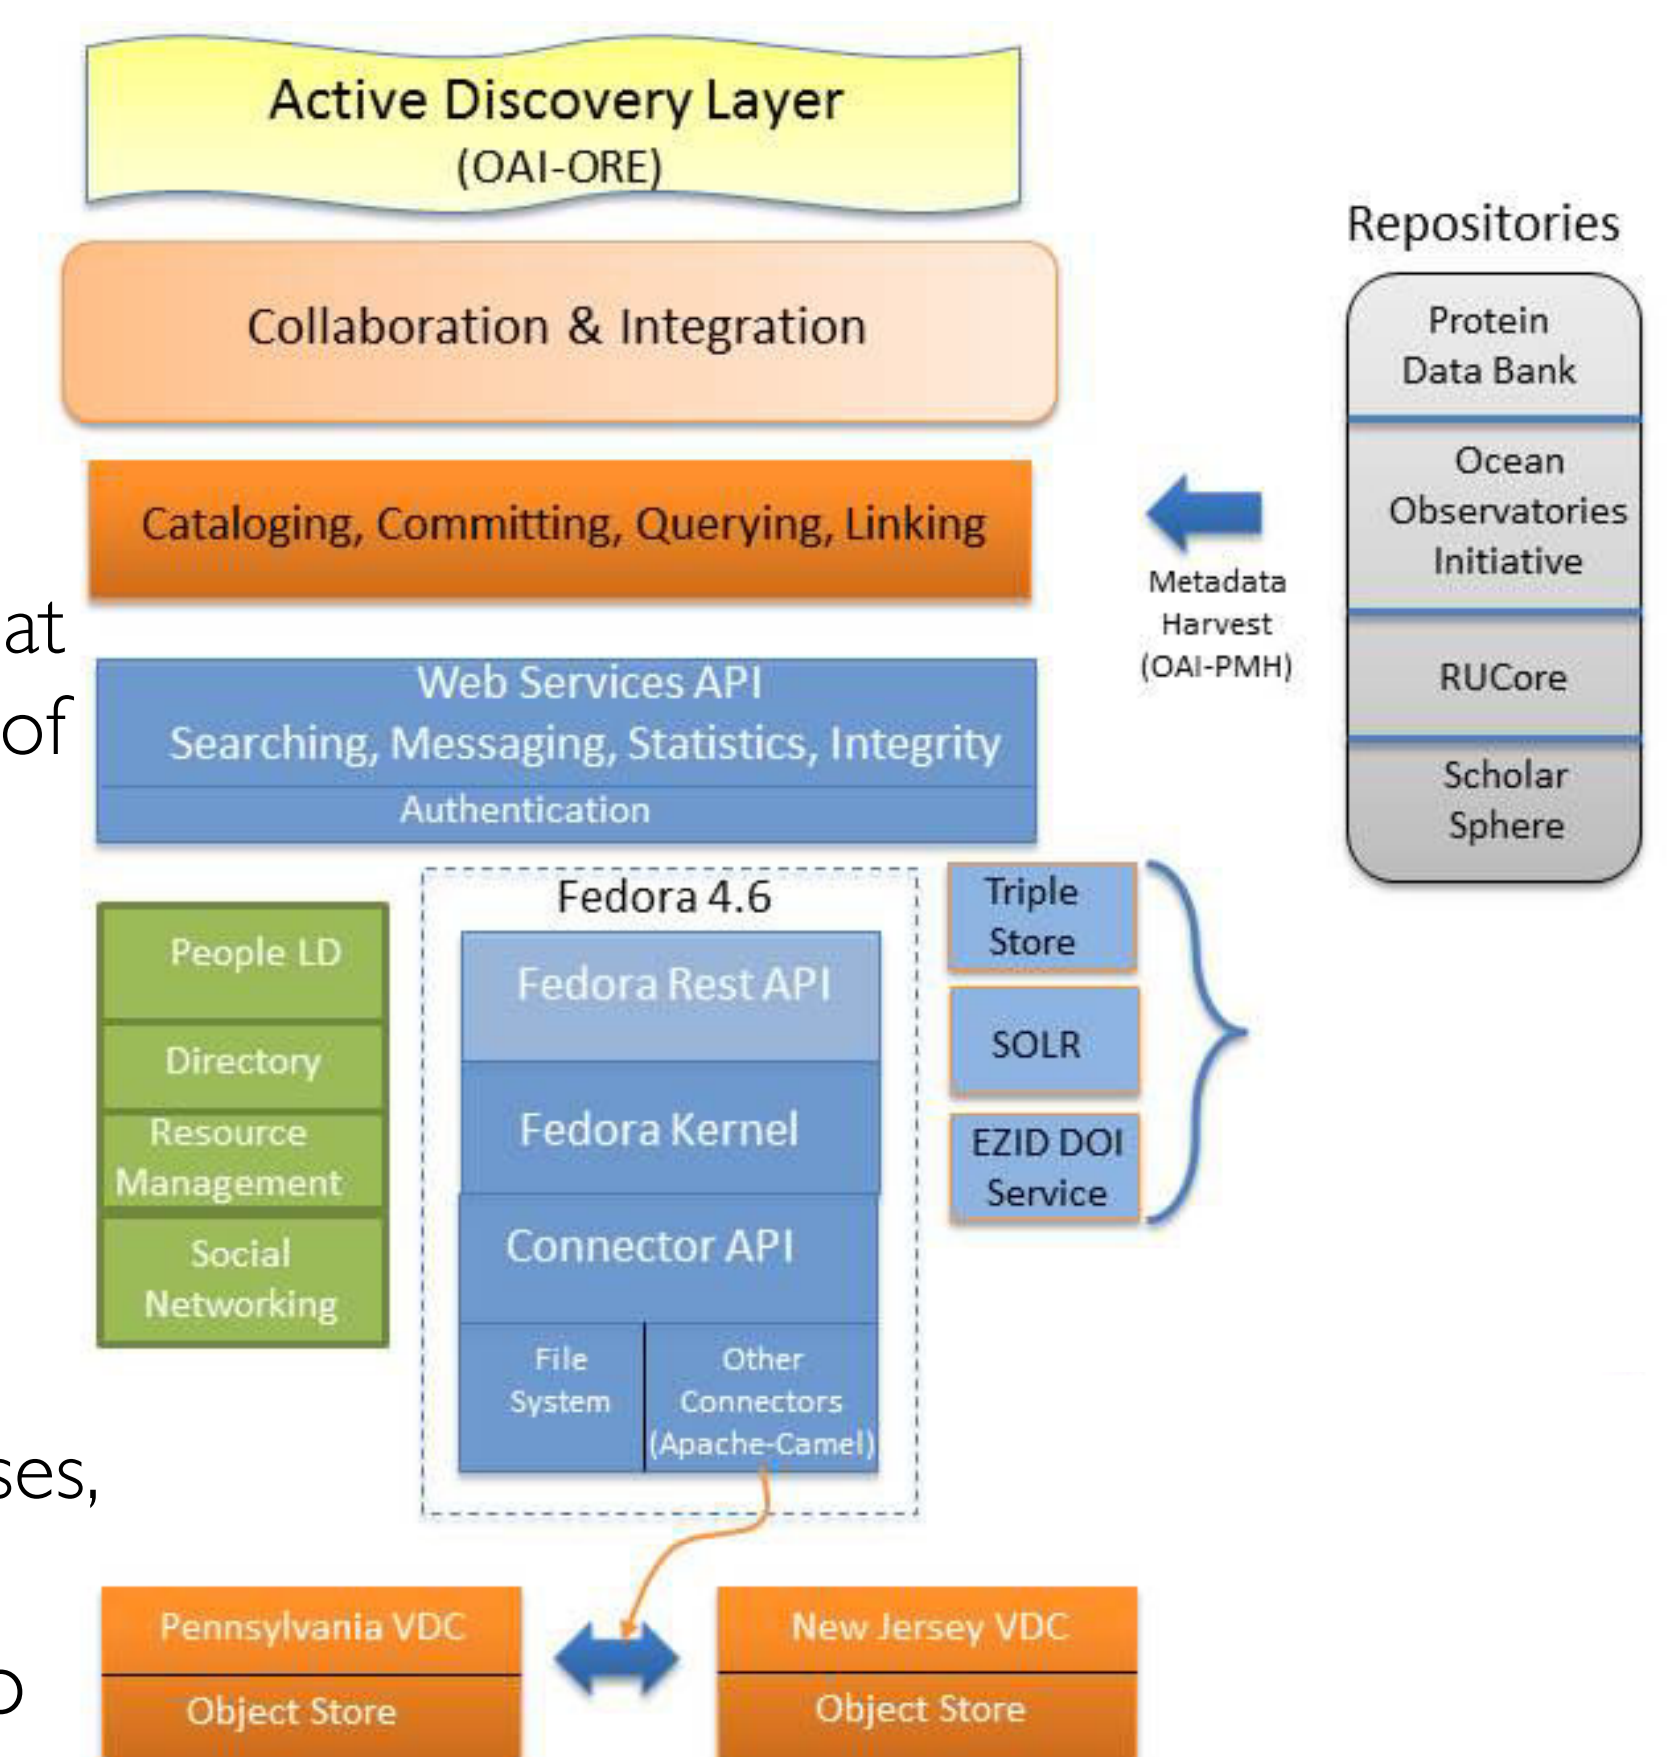 Active Discovery Layer
(OAI-ORE)
Collaboration & Integration
Cataloging, Committing, Querying, Linking
Metadata
Harvest
(OAI-PMH)
Repositories
Protein
Data Bank
Ocean
Observatories
Initiative
RUCore
Scholar
Sphere
at
of
Web Services API
Searching, Messaging, Statistics, Integrity
Authentication
People LD
Directory
Resource
Management
Social
Networking
Fedora 4.6
Fedora Rest API
Fedora Kernel
Connector API
File
System
Other
Connectors
(Apache-Camel)
Triple
Store
SOLR
EZID DOI
Service
ses,
Pennsylvania VDC
Object Store
New Jersey VDC
Object Store